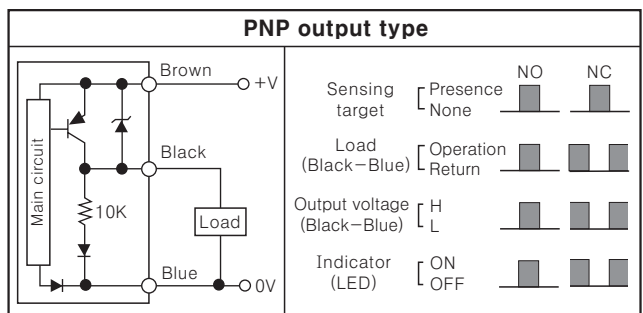 PNP output type
Main circuit
Brown
+V
Black
10K
Load
Blue
0V
NO NC
Sensing target
Presence
None
Load
(Black−Blue)
Operation
Return
Output voltage
(Black−Blue)
H
L
Indicator
(LED)
ON
OFF